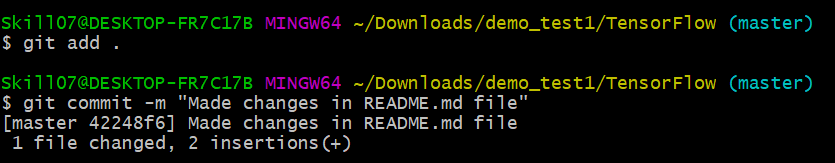 Skill07@DESKTOP-FR7C17B MINGW64 ~/Downloads/demo_test1/TensorFlow (master)
$ git add .
Skill07@DESKTOP-FR7C17B MINGW64 ~/Downloads/demo_test1/TensorFlow (master)
$ git commit -m "Made changes in README.md file"
[master 42248f6] Made changes in README.md file
 1 file changed, 2 insertions(+)